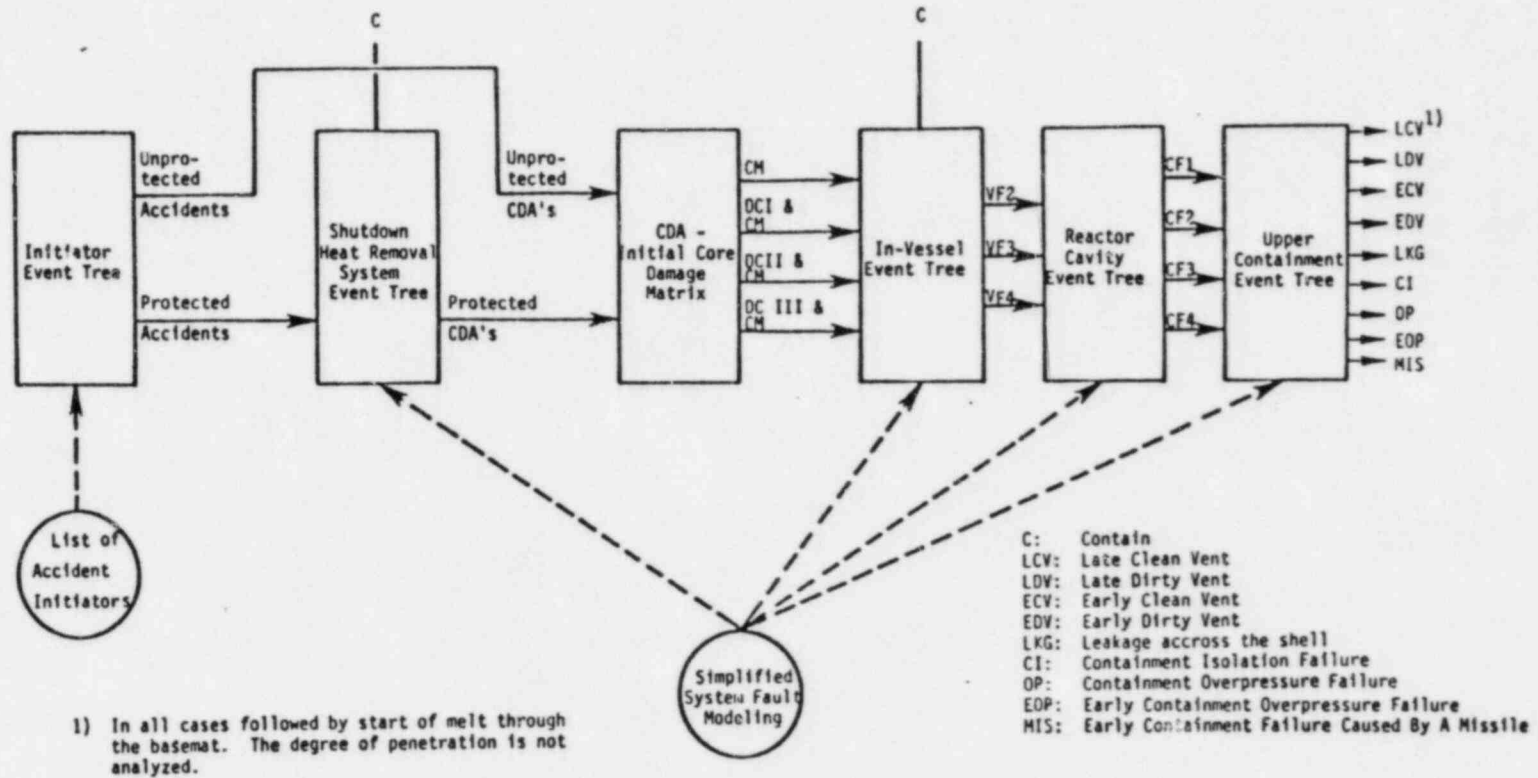 C
C
Initiator
Event Tree
Unpro-
tected
Accidents
Protected
Accidents
Shutdown
Heat Removal
System
Event Tree
Unpro-
tected
CDA's
Protected
CDA's
CDA -
Initial Core
Damage
Matrix
CM
OCI &
CM
OCII &
CM
OC III &
CM
In-Vessel
Event Tree
VF2
VF3
VF4
Reactor
Cavity
Event Tree
CF1
CF2
CF3
CF4
Upper
Containment
Event Tree
LCV 1)
LDV
ECV
EDV
LKG
CI
OP
EOP
MIS
List of
Accident
Initiators
Simplified
System Fault
Modeling
C: Contain
LCV: Late Clean Vent
LDV: Late Dirty Vent
ECV: Early Clean Vent
EDV: Early Dirty Vent
LKG: Leakage accross the shell
CI: Containment Isolation Failure
OP: Containment Overpressure Failure
EOP: Early Containment Overpressure Failure
MIS: Early Containment Failure Caused By A Missile
1) In all cases followed by start of melt through
the basemat. The degree of penetration is not
analyzed.